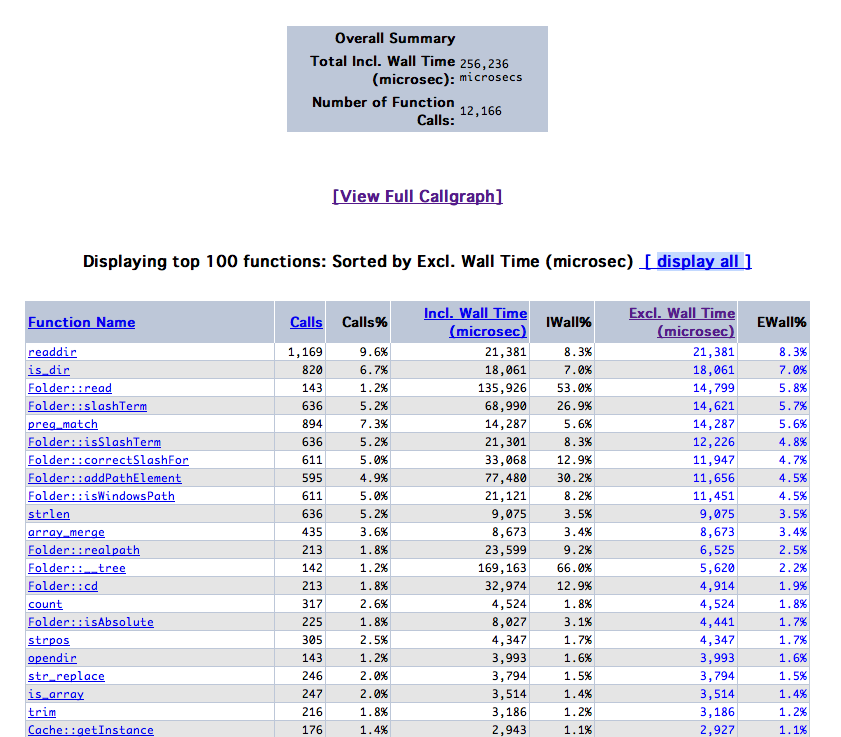 Overall Summary
Total Incl. Wall Time (microsec): 256,236 microsecs
Number of Function Calls: 12,166
[View Full Callgraph]
Displaying top 100 functions: Sorted by Excl. Wall Time (microsec) [ display all ]
Function Name Calls Calls% Incl. Wall Time (microsec) IWall% Excl. Wall Time (microsec) EWall%
readdir 1,169 9.6% 21,381 8.3% 21,381 8.3%
is_dir 820 6.7% 18,061 7.0% 18,061 7.0%
Folder::read 143 1.2% 135,926 53.0% 14,799 5.8%
Folder::slashTerm 636 5.2% 68,990 26.9% 14,621 5.7%
preg_match 894 7.3% 14,287 5.6% 14,287 5.6%
Folder::isSlashTerm 636 5.2% 21,301 8.3% 12,226 4.8%
Folder::correctSlashFor 611 5.0% 33,068 12.9% 11,947 4.7%
Folder::addPathElement 595 4.9% 77,480 30.2% 11,656 4.5%
Folder::isWindowsPath 611 5.0% 21,121 8.2% 11,451 4.5%
strlen 636 5.2% 9,075 3.5% 9,075 3.5%
array_merge 435 3.6% 8,673 3.4% 8,673 3.4%
Folder::realpath 213 1.8% 23,599 9.2% 6,525 2.5%
Folder::__tree 142 1.2% 169,163 66.0% 5,620 2.2%
Folder::cd 213 1.8% 32,974 12.9% 4,914 1.9%
count 317 2.6% 4,524 1.8% 4,524 1.8%
Folder::isAbsolute 225 1.8% 8,027 3.1% 4,441 1.7%
strpos 305 2.5% 4,347 1.7% 4,347 1.7%
opendir 143 1.2% 3,993 1.6% 3,993 1.6%
str_replace 246 2.0% 3,794 1.5% 3,794 1.5%
is_array 247 2.0% 3,514 1.4% 3,514 1.4%
trim 216 1.8% 3,186 1.2% 3,186 1.2%
Cache::getInstance 176 1.4% 2,943 1.1% 2,927 1.1%